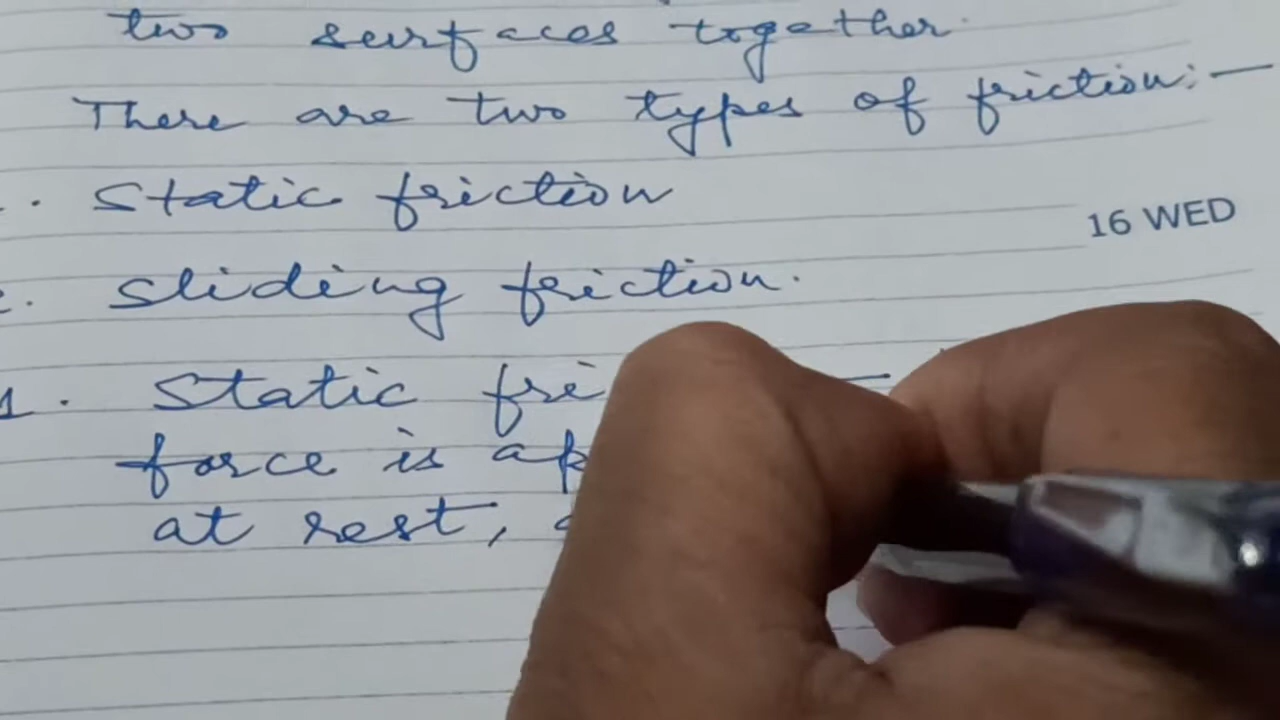 two surfaces together.
There are two types of friction:—
Static friction
16 WED
Sliding friction.
1. Static
force is
at rest,